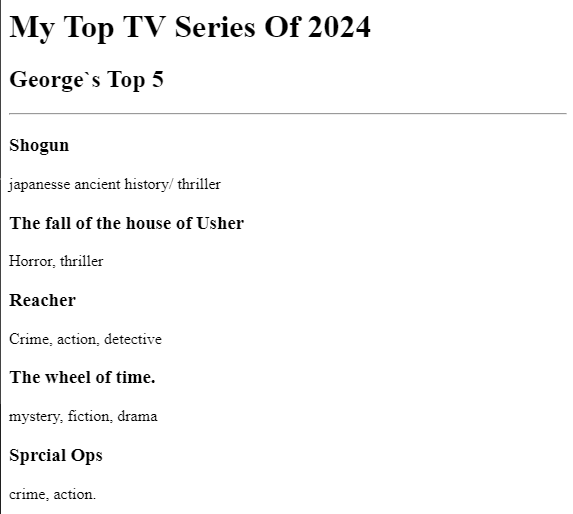 My Top TV Series Of 2024
George`s Top 5
Shogun
japanesse ancient history/ thriller
The fall of the house of Usher
Horror, thriller
Reacher
Crime, action, detective
The wheel of time.
mystery, fiction, drama
Sprcial Ops
crime, action.